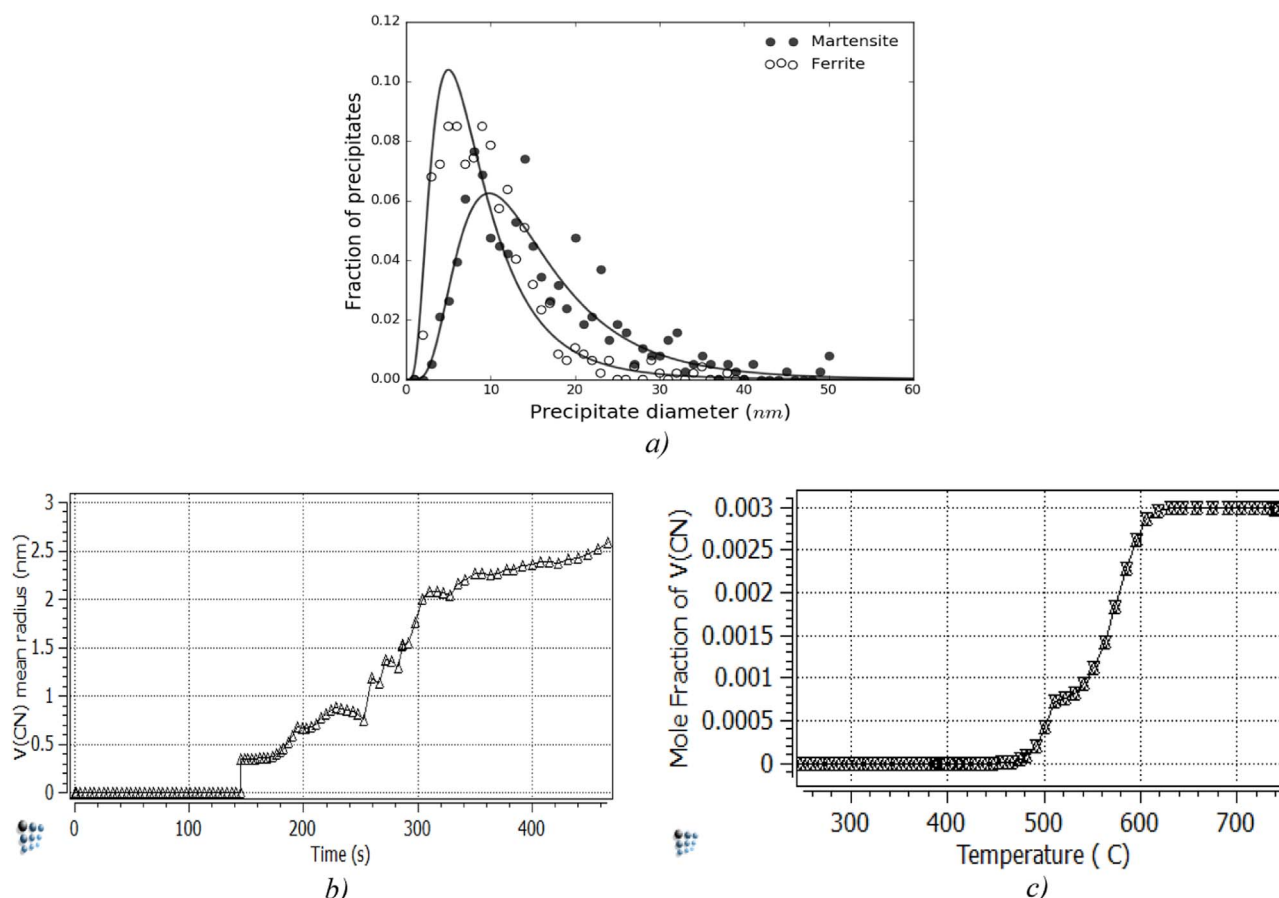 0.12
0.10
0.08
0.06
0.04
0.02
0.00
Fraction of precipitates
Martensite
Ferrite
0 10 20 30 40 50 60
Precipitate diameter (nm)
a)
3
2.5
2
1.5
1
0.5
0
V(CN) mean radius (nm)
0 100 200 300 400
Time (s)
b)
0.003
0.0025
0.002
0.0015
0.001
0.0005
0
Mole Fraction of V(CN)
300 400 500 600 700
Temperature ( C)
c)